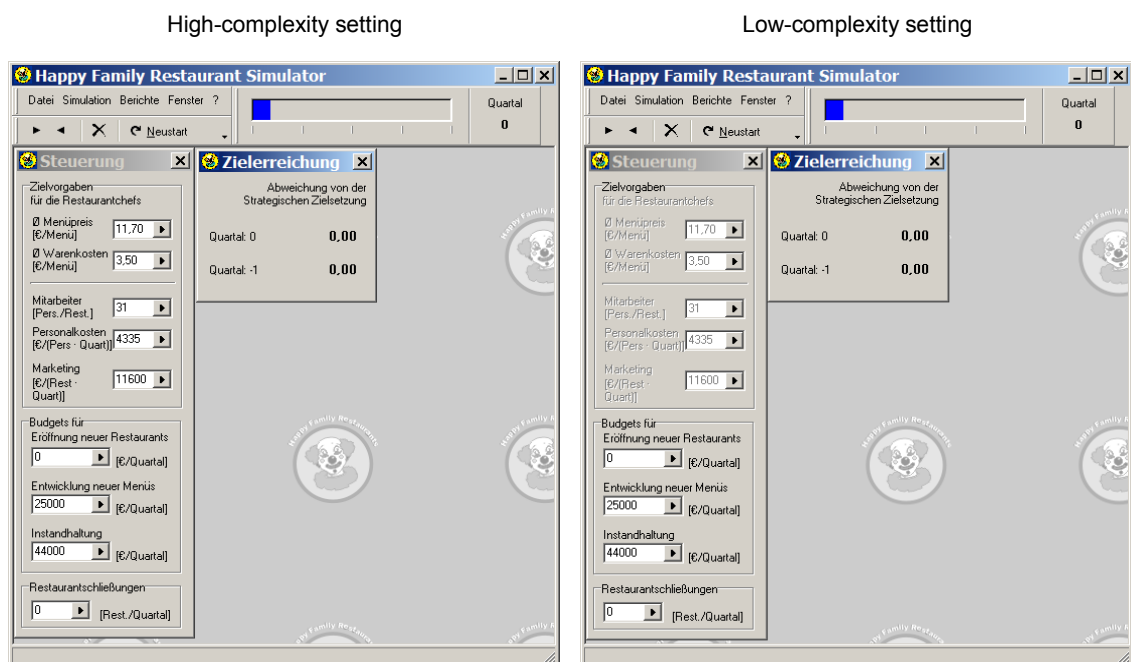 High-complexity setting
Happy Family Restaurant Simulator
Datei Simulation Berichte Fenster ?
Neustart
Quartal
0
Steuerung
Zielvorgaben
für die Restaurantchefs
Ø Menüpreis
[€/Menü]
11,70
Ø Warenkosten
[€/Menü]
3,50
Mitarbeiter
[Pers./Rest.]
31
Personalkosten
[€/(Pers · Quart)]
4335
Marketing
[€/(Rest ·
Quart)]
11600
Budgets für
Eröffnung neuer Restaurants
0 [€/Quartal]
Entwicklung neuer Menüs
25000 [€/Quartal]
Instandhaltung
44000 [€/Quartal]
Restaurantschließungen
0 [Rest./Quartal]
Zielerreichung
Abweichung von der
Strategischen Zielsetzung
Quartal: 0 0,00
Quartal: -1 0,00
Happy Family Restaurants
Low-complexity setting
Happy Family Restaurant Simulator
Datei Simulation Berichte Fenster ?
Neustart
Quartal
0
Steuerung
Zielvorgaben
für die Restaurantchefs
Ø Menüpreis
[€/Menü]
11,70
Ø Warenkosten
[€/Menü]
3,50
Mitarbeiter
[Pers./Rest.]
31
Personalkosten
[€/(Pers · Quart)]
4335
Marketing
[€/(Rest ·
Quart)]
11600
Budgets für
Eröffnung neuer Restaurants
0 [€/Quartal]
Entwicklung neuer Menüs
25000 [€/Quartal]
Instandhaltung
44000 [€/Quartal]
Restaurantschließungen
0 [Rest./Quartal]
Zielerreichung
Abweichung von der
Strategischen Zielsetzung
Quartal: 0 0,00
Quartal: -1 0,00
Happy Family Restaurants